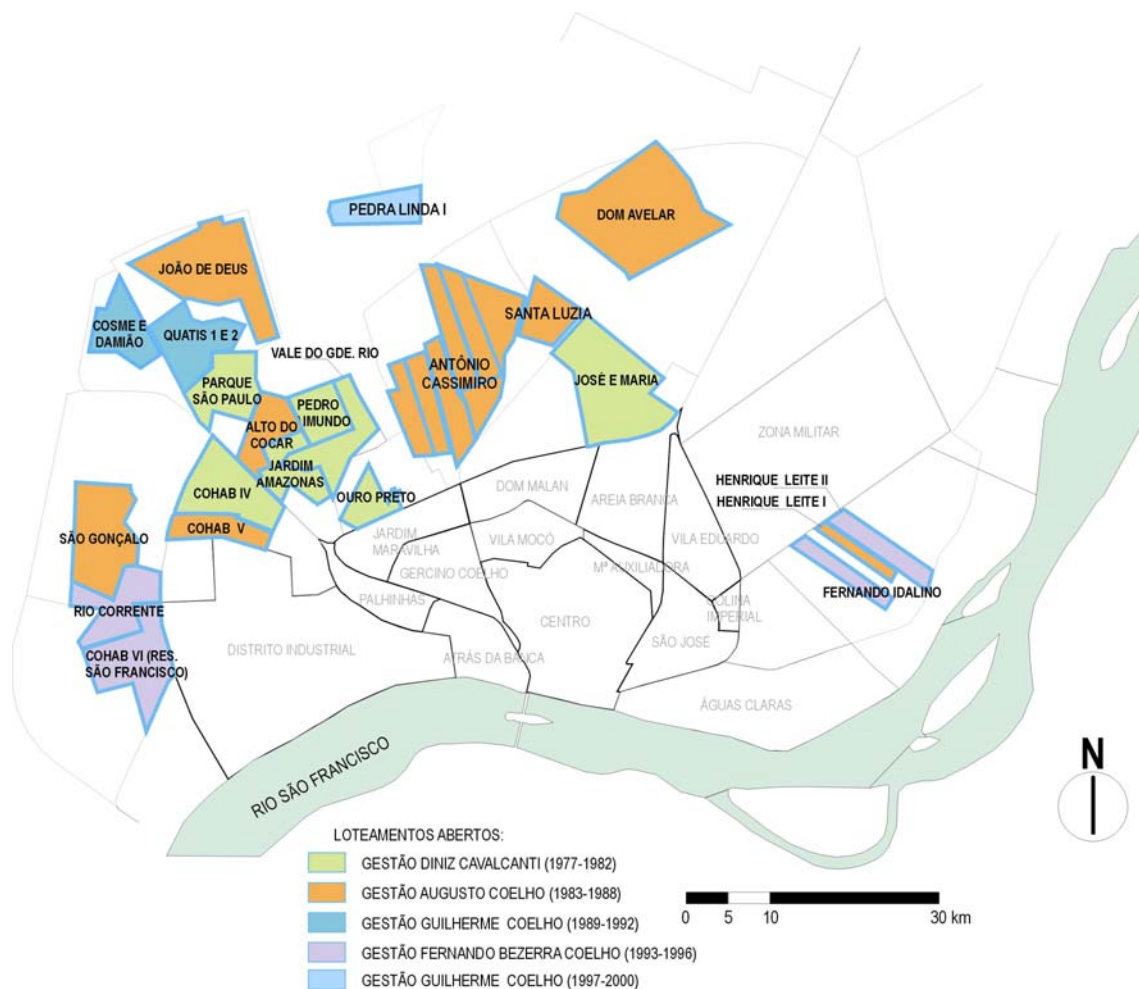 PEDRA LINDA I
DOM AVELAR
JOÃO DE DEUS
COSME E
DAMIÃO
QUATIS 1 E 2
SANTA LUZIA
VALE DO GDE. RIO
ANTÔNIO
CASSIMIRO
JOSÉ E MARIA
PARQUE
SÃO PAULO
PEDRO
IMUNDO
ALTO DO
COCAR
JARDIM
AMAZONAS
ZONA MILITAR
HENRIQUE LEITE II
HENRIQUE LEITE I
COHAB IV
OURO PRETO
DOM MALAN
AREIA BRANCA
COHAB V
SÃO GONÇALO
JARDIM
MARAVILHA
VILA MOCÓ
VILA EDUARDO
GERCINO COELHO
Mª AUXILIADORA
FERNANDO IDALINO
PALHINHAS
COLINA
IMPERIAL
RIO CORRENTE
CENTRO
SÃO JOSÉ
DISTRITO INDUSTRIAL
ATRÁS DA BANCA
COHAB VI (RES.
SÃO FRANCISCO)
ÁGUAS CLARAS
RIO SÃO FRANCISCO
N
LOTEAMENTOS ABERTOS:
GESTÃO DINIZ CAVALCANTI (1977-1982)
GESTÃO AUGUSTO COELHO (1983-1988)
GESTÃO GUILHERME COELHO (1989-1992)
GESTÃO FERNANDO BEZERRA COELHO (1993-1996)
GESTÃO GUILHERME COELHO (1997-2000)
0 5 10 30 km